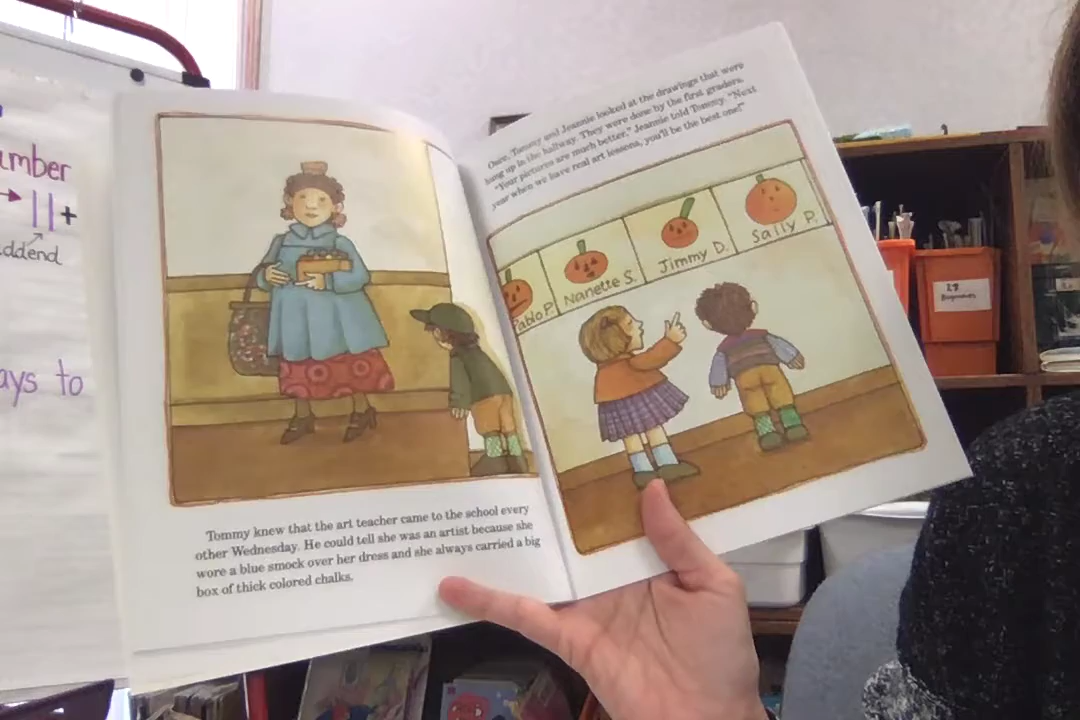 umber
11+
ddend
ays to
Tommy knew that the art teacher came to the school every
other Wednesday. He could tell she was an artist because she
wore a blue smock over her dress and she always carried a big
box of thick colored chalks.
Once, Tommy and Jeannie looked at the drawings that were
hung up in the hallway. They were done by the first graders.
"Your pictures are much better," Jeannie told Tommy. "Next
year when we have real art lessons, you'll be the best one!"
Pablo P.
Nanette S.
Jimmy D.
Sally P.